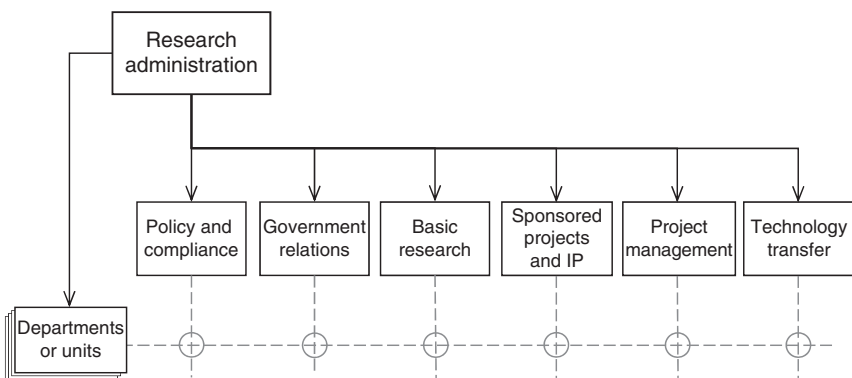 Research
administration
Policy and
compliance
Government
relations
Basic
research
Sponsored
projects
and IP
Project
management
Technology
transfer
Departments
or units